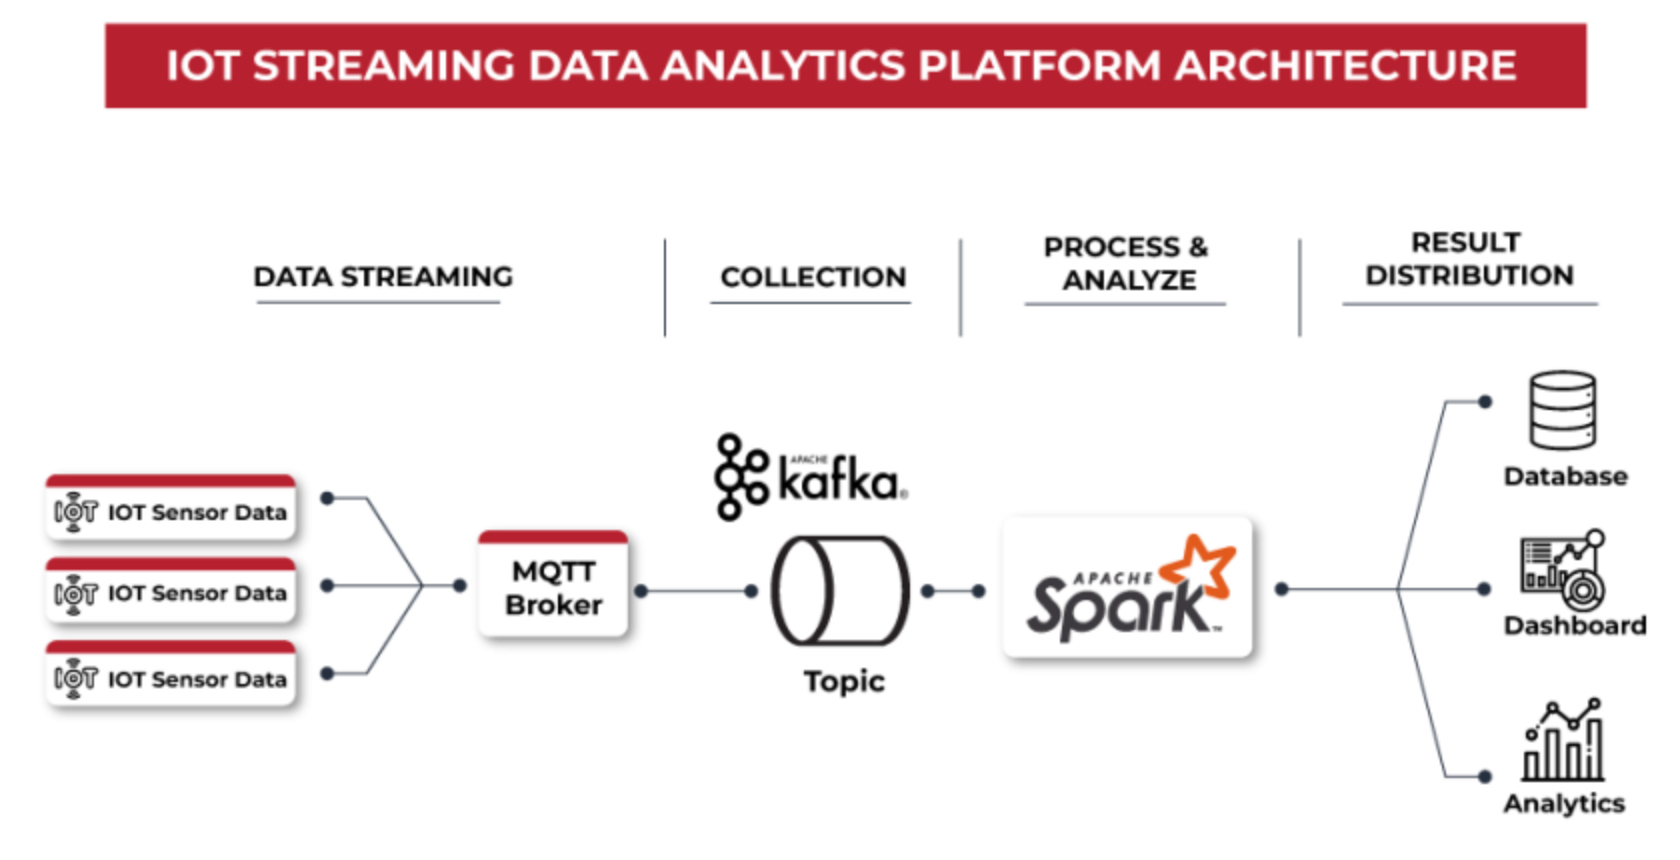 IOT STREAMING DATA ANALYTICS PLATFORM ARCHITECTURE
DATA STREAMING
COLLECTION
PROCESS &
ANALYZE
RESULT
DISTRIBUTION
IOT IOT Sensor Data
IOT IOT Sensor Data
IOT IOT Sensor Data
MQTT
Broker
APACHE
kafka®
Topic
APACHE
Spark™
Database
Dashboard
Analytics